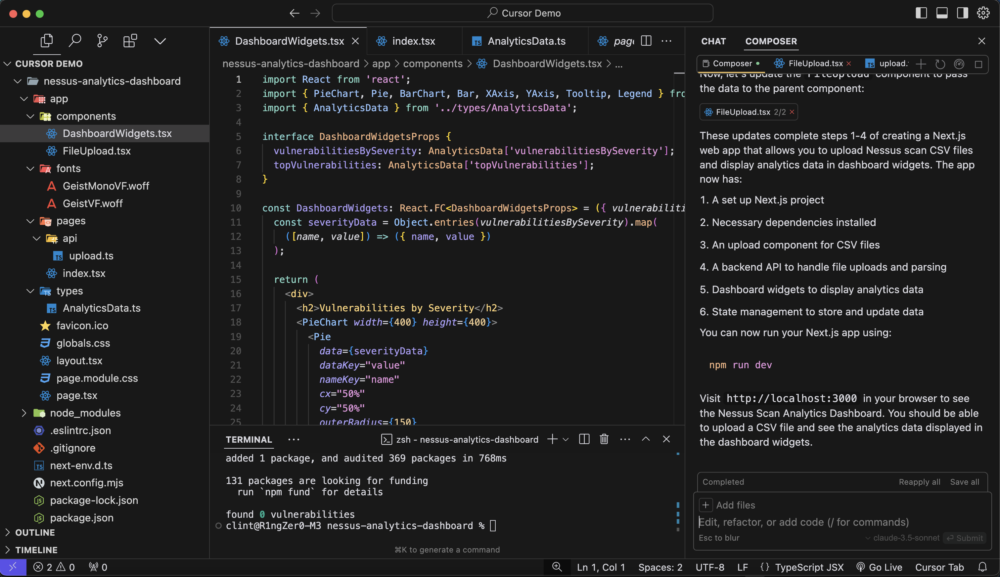 Cursor Demo
CURSOR DEMO
nessus-analytics-dashboard
app
components
DashboardWidgets.tsx
FileUpload.tsx
fonts
GeistMonoVF.woff
GeistVF.woff
pages
api
upload.ts
index.tsx
types
AnalyticsData.ts
favicon.ico
globals.css
layout.tsx
page.module.css
page.tsx
node_modules
.eslintrc.json
.gitignore
next-env.d.ts
next.config.mjs
package-lock.json
package.json
OUTLINE
TIMELINE
DashboardWidgets.tsx
index.tsx
AnalyticsData.ts
page
nessus-analytics-dashboard > app > components > DashboardWidgets.tsx > ...
1 import React from 'react';
2 import { PieChart, Pie, BarChart, Bar, XAxis, YAxis, Tooltip, Legend } fro
3 import { AnalyticsData } from '../types/AnalyticsData';
4
5 interface DashboardWidgetsProps {
6 vulnerabilitiesBySeverity: AnalyticsData['vulnerabilitiesBySeverity'];
7 topVulnerabilities: AnalyticsData['topVulnerabilities'];
8 }
9
10 const DashboardWidgets: React.FC<DashboardWidgetsProps> = ({ vulnerabiliti
11 const severityData = Object.entries(vulnerabilitiesBySeverity).map(
12 ([name, value]) => ({ name, value })
13 );
14
15 return (
16 <div>
17 <h2>Vulnerabilities by Severity</h2>
18 <PieChart width={400} height={400}>
19 <Pie
20 data={severityData}
21 dataKey="value"
22 nameKey="name"
23 cx="50%"
24 cy="50%"
25 outerRadius={150}
TERMINAL
zsh - nessus-analytics-dashboard
added 1 package, and audited 369 packages in 768ms
131 packages are looking for funding
run `npm fund` for details
found 0 vulnerabilities
clint@R1ngZer0-M3 nessus-analytics-dashboard %
⌘K to generate a command
CHAT COMPOSER
Composer FileUpload.tsx upload.
Now, let's update the FileUpload component to pass
the data to the parent component:
FileUpload.tsx 2/2
These updates complete steps 1-4 of creating a Next.js
web app that allows you to upload Nessus scan CSV files
and display analytics data in dashboard widgets. The app
now has:
1. A set up Next.js project
2. Necessary dependencies installed
3. An upload component for CSV files
4. A backend API to handle file uploads and parsing
5. Dashboard widgets to display analytics data
6. State management to store and update data
You can now run your Next.js app using:
npm run dev
Visit http://localhost:3000 in your browser to see
the Nessus Scan Analytics Dashboard. You should be able
to upload a CSV file and see the analytics data displayed in
the dashboard widgets.
Completed Reapply all Save all
+ Add files
Edit, refactor, or add code (/ for commands)
Esc to blur claude-3.5-sonnet Submit
2 0 0 Ln 1, Col 1 Spaces: 2 UTF-8 LF {} TypeScript JSX Go Live Cursor Tab